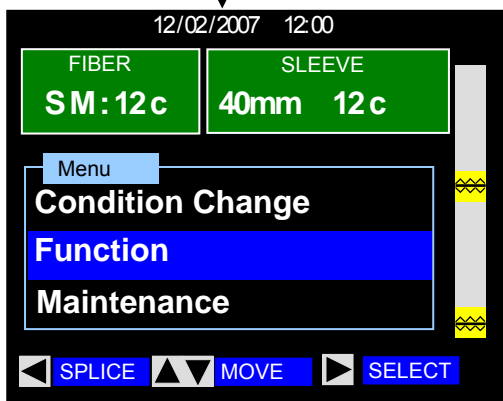 12/02/2007 12:00
FIBER
SM:12c
SLEEVE
40mm 12c
Menu
Condition Change
Function
Maintenance
SPLICE MOVE SELECT